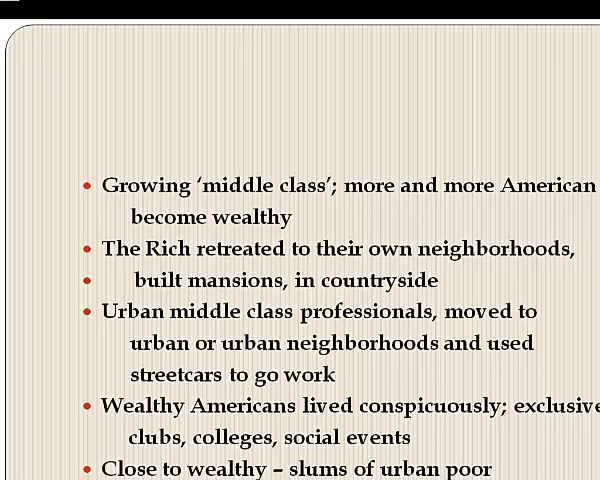 • Growing ‘middle class’; more and more American
become wealthy
• The Rich retreated to their own neighborhoods,
• built mansions, in countryside
• Urban middle class professionals, moved to
urban or urban neighborhoods and used
streetcars to go work
• Wealthy Americans lived conspicuously; exclusive
clubs, colleges, social events
• Close to wealthy – slums of urban poor